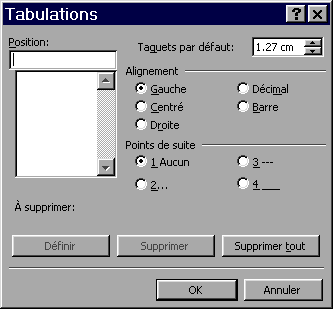 Tabulations
Position:
Taquets par défaut: 1.27 cm
Alignement
Gauche Décimal
Centré Barre
Droite
Points de suite
1 Aucun 3 ---
2... 4 ___
À supprimer:
Définir Supprimer Supprimer tout
OK Annuler